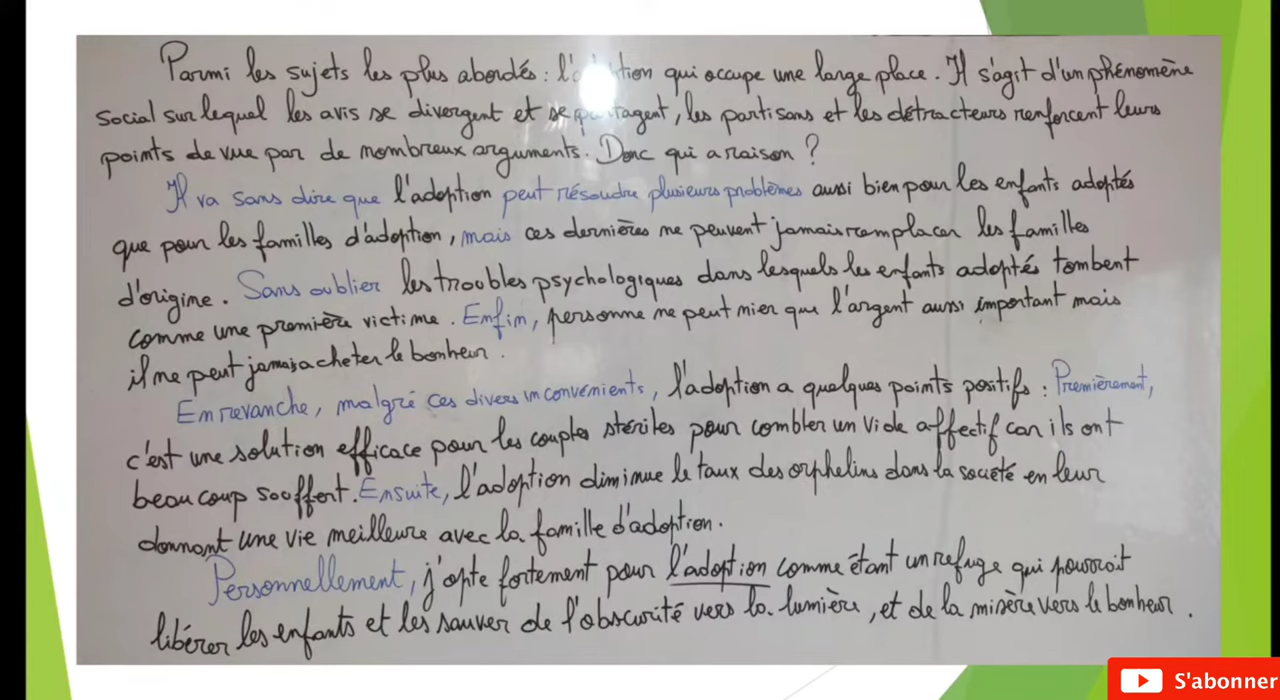 Parmi les sujets les plus abordés : l'adoption qui occupe une large place. Il s'agit d'un phénomène
social sur lequel les avis se divergent et se partagent, les partisans et les détracteurs renforcent leurs
points de vue par de nombreux arguments. Donc qui a raison ?
Il va sans dire que l'adoption peut résoudre plusieurs problèmes aussi bien pour les enfants adoptés
que pour les familles d'adoption, mais ces dernières ne peuvent jamais remplacer les familles
d'origine. Sans oublier les troubles psychologiques dans lesquels les enfants adoptés tombent
comme une première victime. Enfin, personne ne peut nier que l'argent aussi important mais
il ne peut jamais acheter le bonheur.
En revanche, malgré ces divers inconvénients, l'adoption a quelques points positifs : Premièrement,
c'est une solution efficace pour les couples stériles pour combler un vide affectif car ils ont
beaucoup souffert. Ensuite, l'adoption diminue le taux des orphelins dans la société en leur
donnant une vie meilleure avec la famille d'adoption.
Personnellement, j'opte fortement pour l'adoption comme étant un refuge qui pourrait
libérer les enfants et les sauver de l'obscurité vers la lumière, et de la misère vers le bonheur.
S'abonner